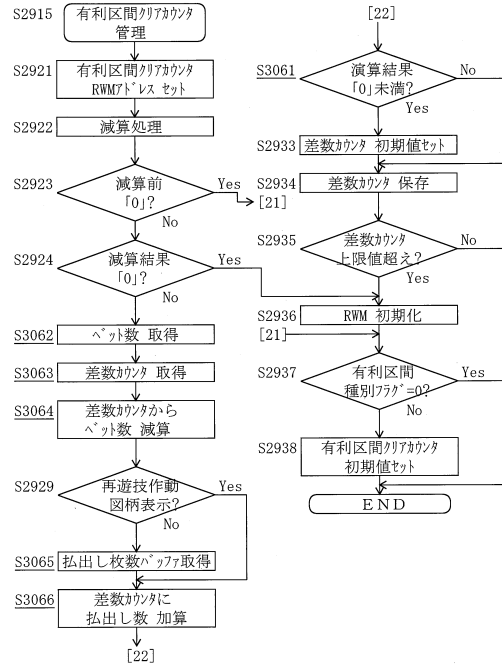 S2915
有利区間クリアカウンタ
管理
S2921
有利区間クリアカウンタ
RWMアドレス セット
S2922
減算処理
S2923
減算前
「0」?
Yes
[21]
No
S2924
減算結果
「0」?
Yes
No
S3062
ベット数 取得
S3063
差数カウンタ 取得
S3064
差数カウンタから
ベット数 減算
S2929
再遊技作動
図柄表示?
Yes
No
S3065
払出し枚数バッファ取得
S3066
差数カウンタに
払出し数 加算
[22]
[22]
S3061
演算結果
「0」未満?
No
Yes
S2933
差数カウンタ 初期値セット
S2934
差数カウンタ 保存
S2935
差数カウンタ
上限値超え?
No
Yes
S2936
RWM 初期化
[21]
S2937
有利区間
種別フラグ=0?
Yes
No
S2938
有利区間クリアカウンタ
初期値セット
END